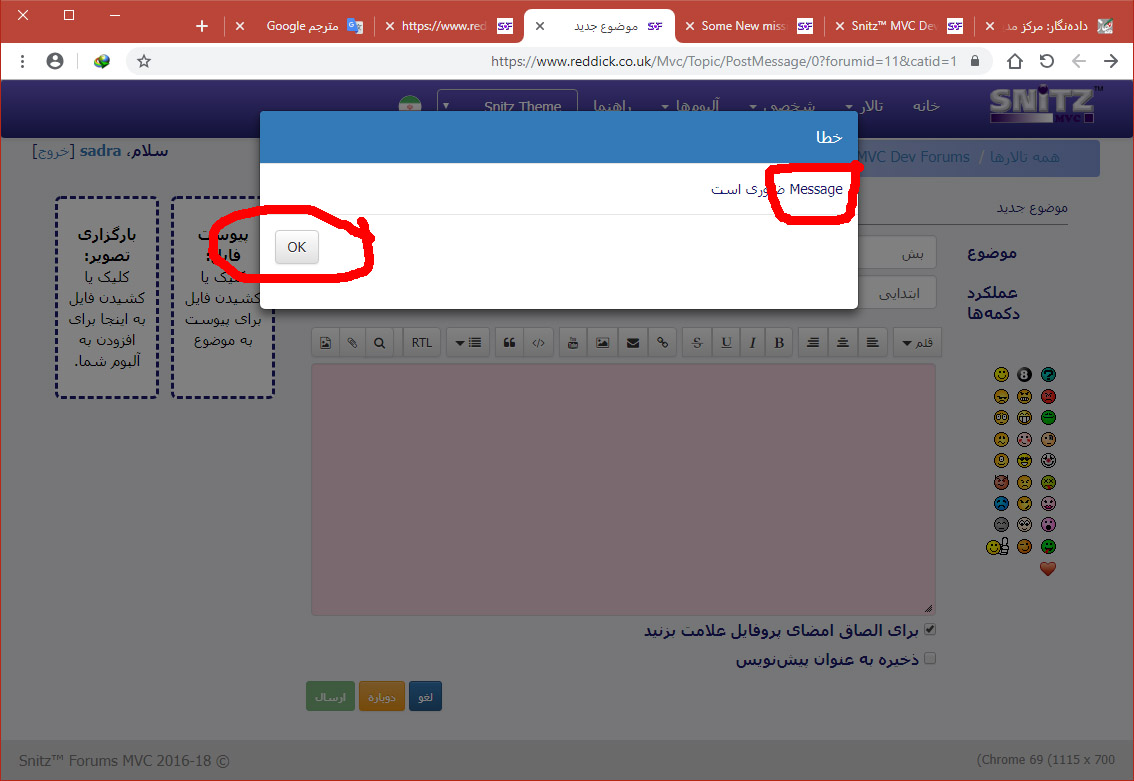 داده‌نگار: مرکز مد
Snitz™ MVC De
Some New miss
موضوع جدید
https://www.red
مترجم Google
https://www.reddick.co.uk/Mvc/Topic/PostMessage/0?forumid=11&catid=1
SNiTZ™
MVC
خانه
تالار
شخصی
آلبوم‌ها
راهنما
Snitz Theme
همه تالارها / MVC Dev Forums
سلام، sadra [خروج]
خطا
Message ضروری است
OK
موضوع جدید
موضوع
بش
عملکرد دکمه‌ها
ابتدایی
قلم
B
I
U
S
RTL
پیوست
فایل:
کلیک یا
کشیدن فایل
برای پیوست
به موضوع
بارگزاری
تصویر:
کلیک یا
کشیدن فایل
به اینجا برای
افزودن به
آلبوم شما.
برای الصاق امضای پروفایل علامت بزنید
ذخیره به عنوان پیش‌نویس
لغو
دوباره
ارسال
Snitz™ Forums MVC 2016-18 ©
(Chrome 69 (1115 x 700